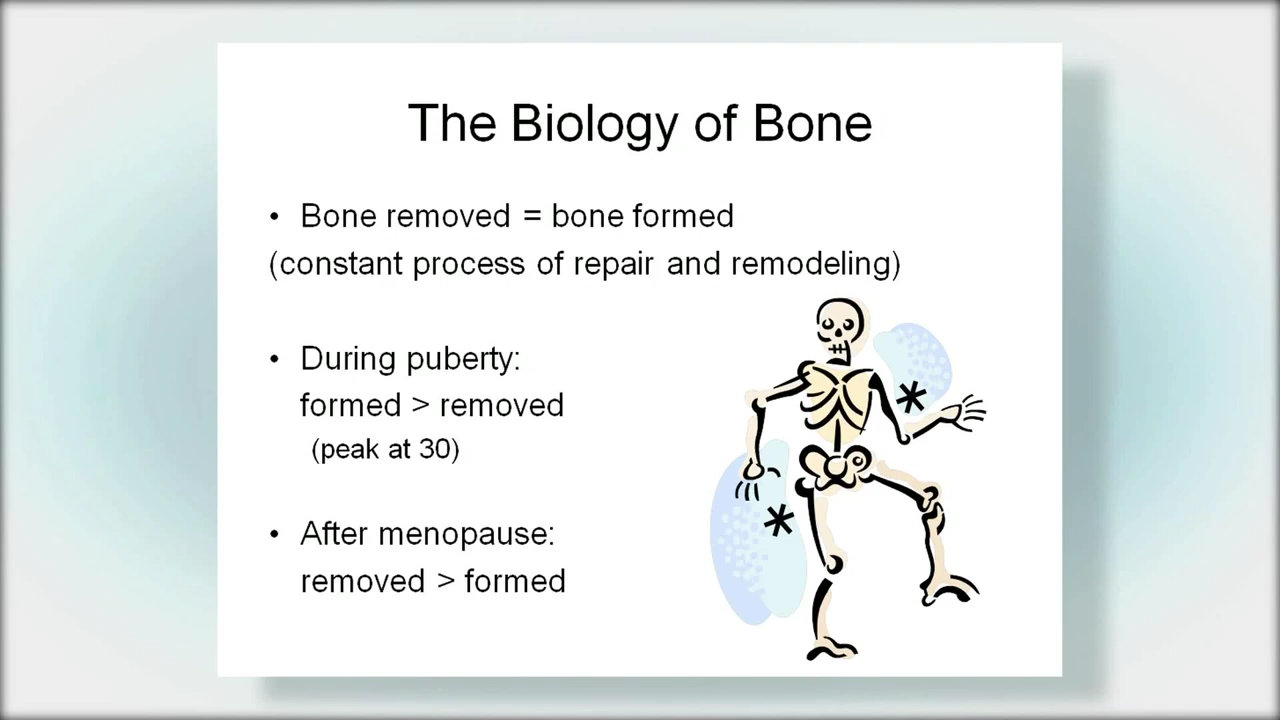 The Biology of Bone
• Bone removed = bone formed
(constant process of repair and remodeling)
• During puberty:
formed > removed
(peak at 30)
• After menopause:
removed > formed